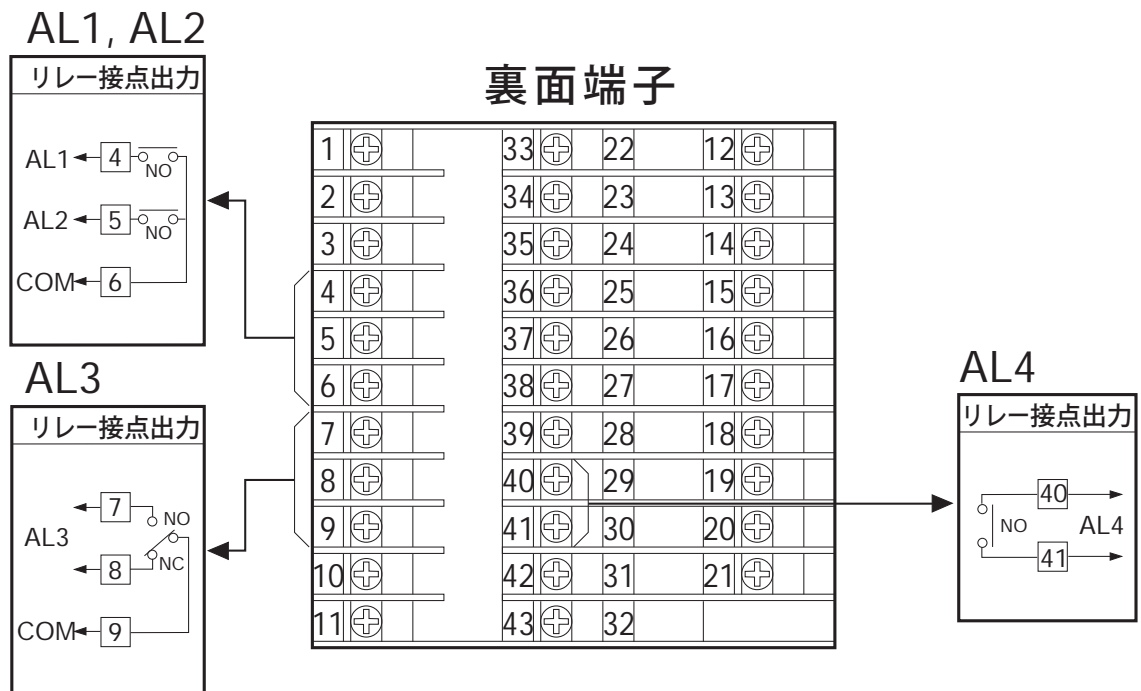 AL1, AL2
リレー接点出力
AL1 4 NO
AL2 5 NO
COM 6
AL3
リレー接点出力
7 NO
AL3
8 NC
COM 9
裏面端子
1 33 22 12
2 34 23 13
3 35 24 14
4 36 25 15
5 37 26 16
6 38 27 17
7 39 28 18
8 40 29 19
9 41 30 20
10 42 31 21
11 43 32
AL4
リレー接点出力
40
NO AL4
41